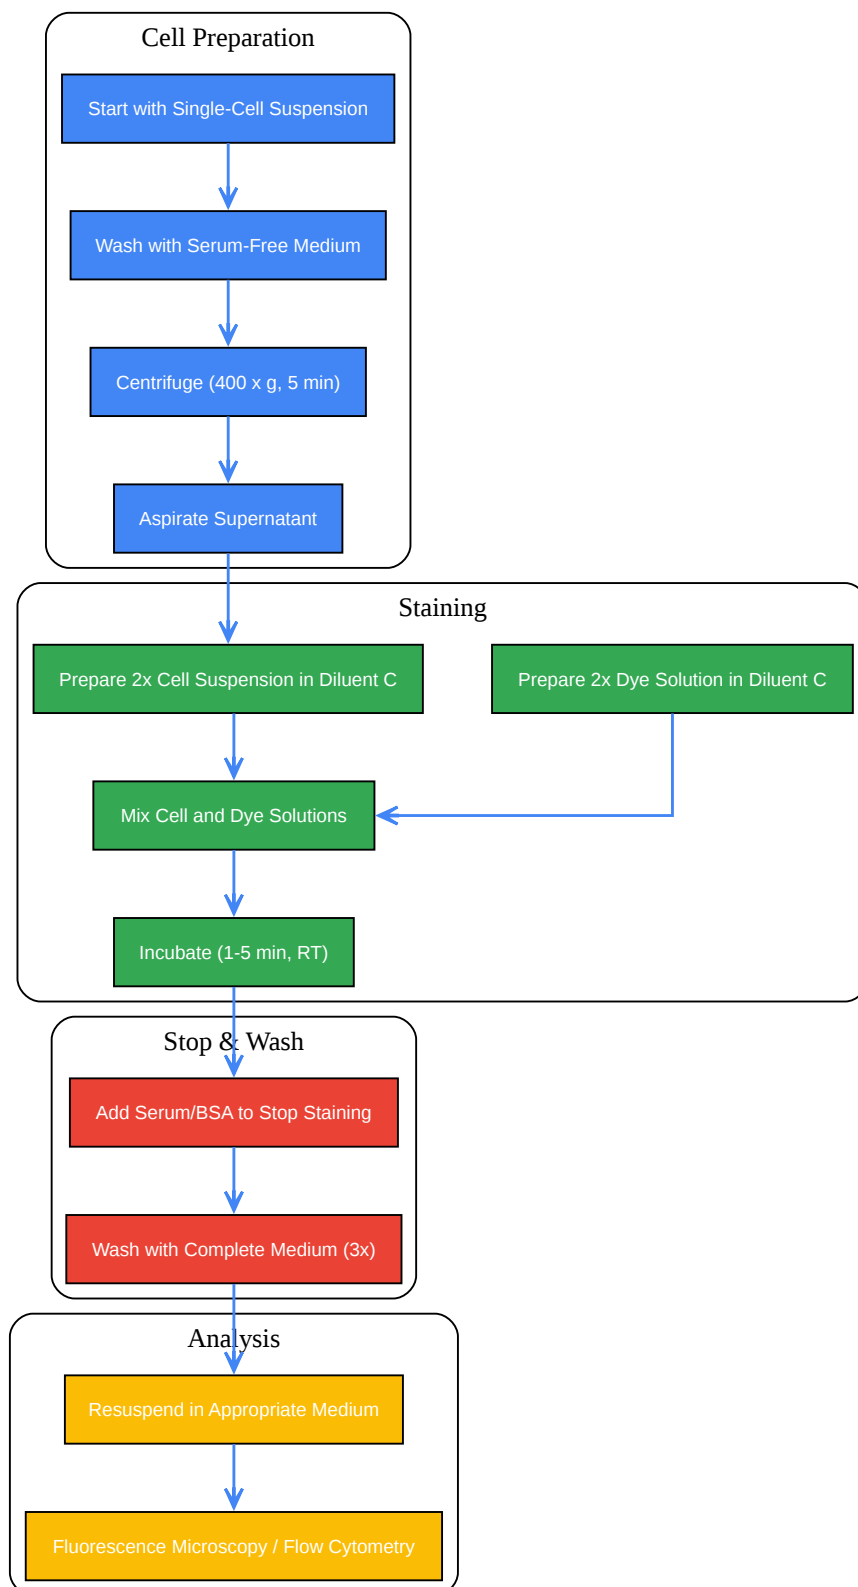 Cell Preparation
Start with Single-Cell Suspension
Wash with Serum-Free Medium
Centrifuge (400 x g, 5 min)
Aspirate Supernatant
Staining
Prepare 2x Cell Suspension in Diluent C
Prepare 2x Dye Solution in Diluent C
Mix Cell and Dye Solutions
Incubate (1-5 min, RT)
Stop & Wash
Add Serum/BSA to Stop Staining
Wash with Complete Medium (3x)
Analysis
Resuspend in Appropriate Medium
Fluorescence Microscopy / Flow Cytometry